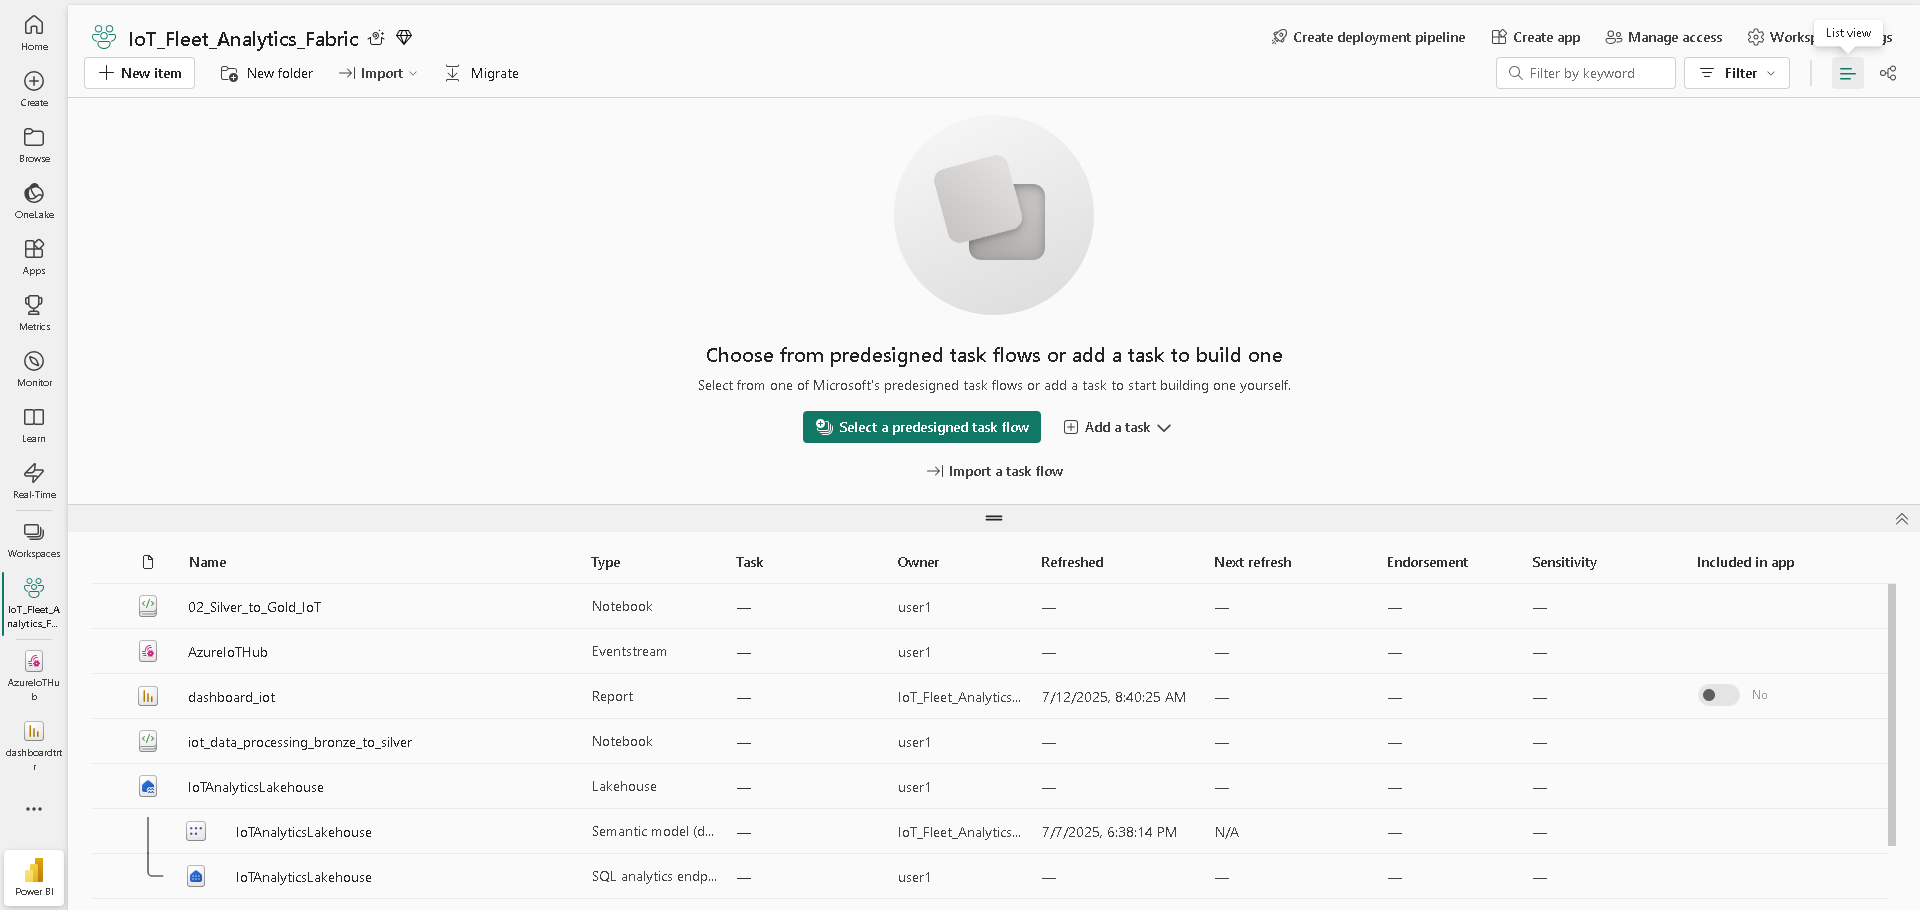 Home
Create
Browse
OneLake
Apps
Metrics
Monitor
Learn
Real-Time
Workspaces
IoT_Fleet_A
nalytics_F...
AzureIoTHu
b
dashboardtrt
r
Power BI
IoT_Fleet_Analytics_Fabric
Create deployment pipeline
Create app
Manage access
List view
New item
New folder
Import
Migrate
Filter by keyword
Filter
Choose from predesigned task flows or add a task to build one
Select from one of Microsoft's predesigned task flows or add a task to start building one yourself.
Select a predesigned task flow
Add a task
Import a task flow
Name Type Task Owner Refreshed Next refresh Endorsement Sensitivity Included in app
02_Silver_to_Gold_IoT Notebook — user1 — — — —
AzureIoTHub Eventstream — user1 — — — —
dashboard_iot Report — IoT_Fleet_Analytics... 7/12/2025, 8:40:25 AM — — — No
iot_data_processing_bronze_to_silver Notebook — user1 — — — —
IoTAnalyticsLakehouse Lakehouse — user1 — — — —
IoTAnalyticsLakehouse Semantic model (d... — IoT_Fleet_Analytics... 7/7/2025, 6:38:14 PM N/A — —
IoTAnalyticsLakehouse SQL analytics endp... — user1 — — — —